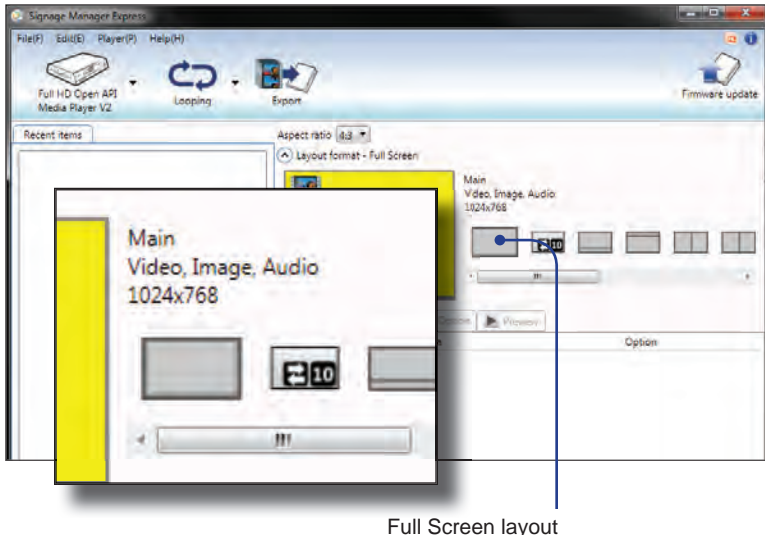 Signage Manager Express
File(F) Edit(E) Player(P) Help(H)
Full HD Open API
Media Player V2
Looping
Export
Firmware update
Recent items
Aspect ratio 4:3
Layout format - Full Screen
Main
Video, Image, Audio
1024x768
10
Preview
Option
Main
Video, Image, Audio
1024x768
10
Full Screen layout